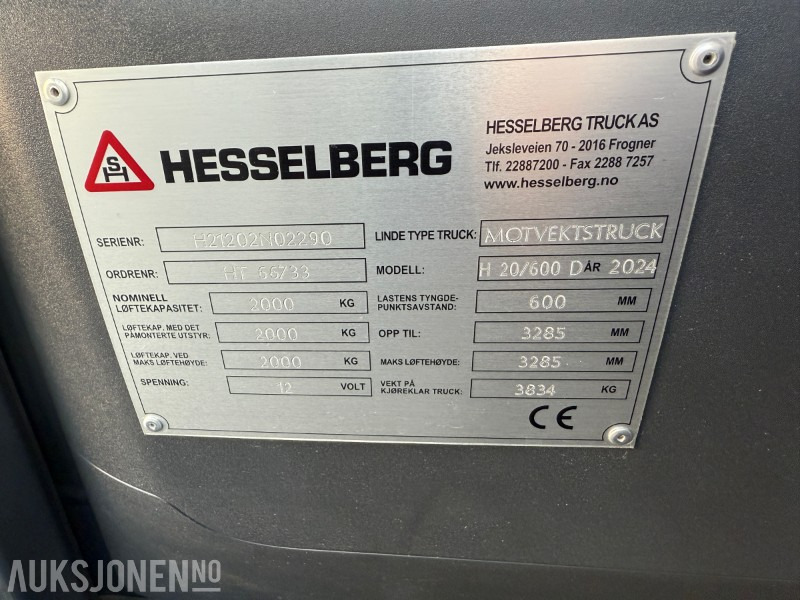 SH HESSELBERG
HESSELBERG TRUCK AS
Jeksleveien 70 - 2016 Frogner
Tlf. 22887200 - Fax 2288 7257
www.hesselberg.no
SERIENR: H2T202N02290 LINDE TYPE TRUCK: MOTVEKTSTRUCK
ORDRENR: HT 66733 MODELL: H 20/600 D ÅR 2024
NOMINELL LØFTEKAPASITET: 2000 KG LASTENS TYNGDE-PUNKTSAVSTAND: 600 MM
LØFTEKAP. MED DET PÅMONTERTE UTSTYR: 2000 KG OPP TIL: 3285 MM
LØFTEKAP. VED MAKS LØFTEHØYDE: 2000 KG MAKS LØFTEHØYDE: 3285 MM
SPENNING: 12 VOLT VEKT PÅ KJØREKLAR TRUCK: 3834 KG
CE
AUKSJONEN.NO